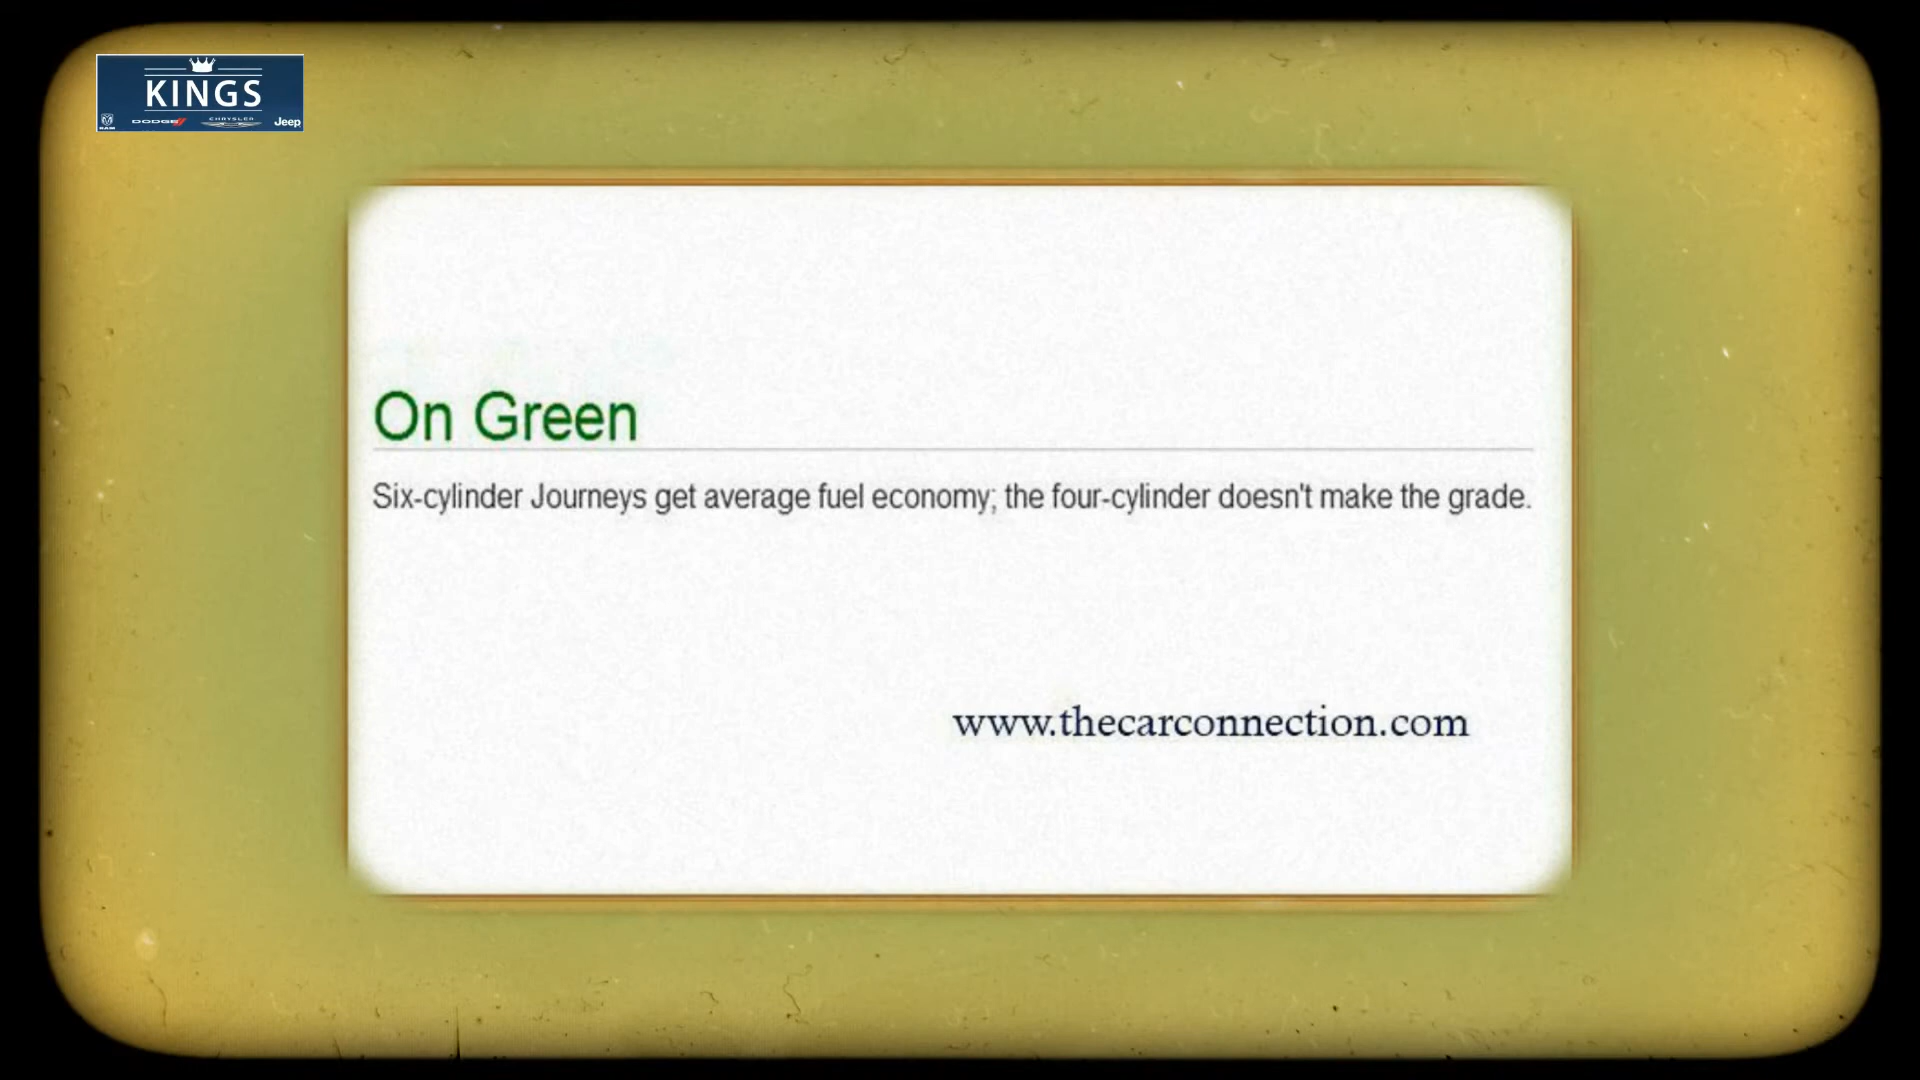 KINGS
RAM DODGE CHRYSLER Jeep
On Green
Six-cylinder Journeys get average fuel economy; the four-cylinder doesn't make the grade.
www.thecarconnection.com